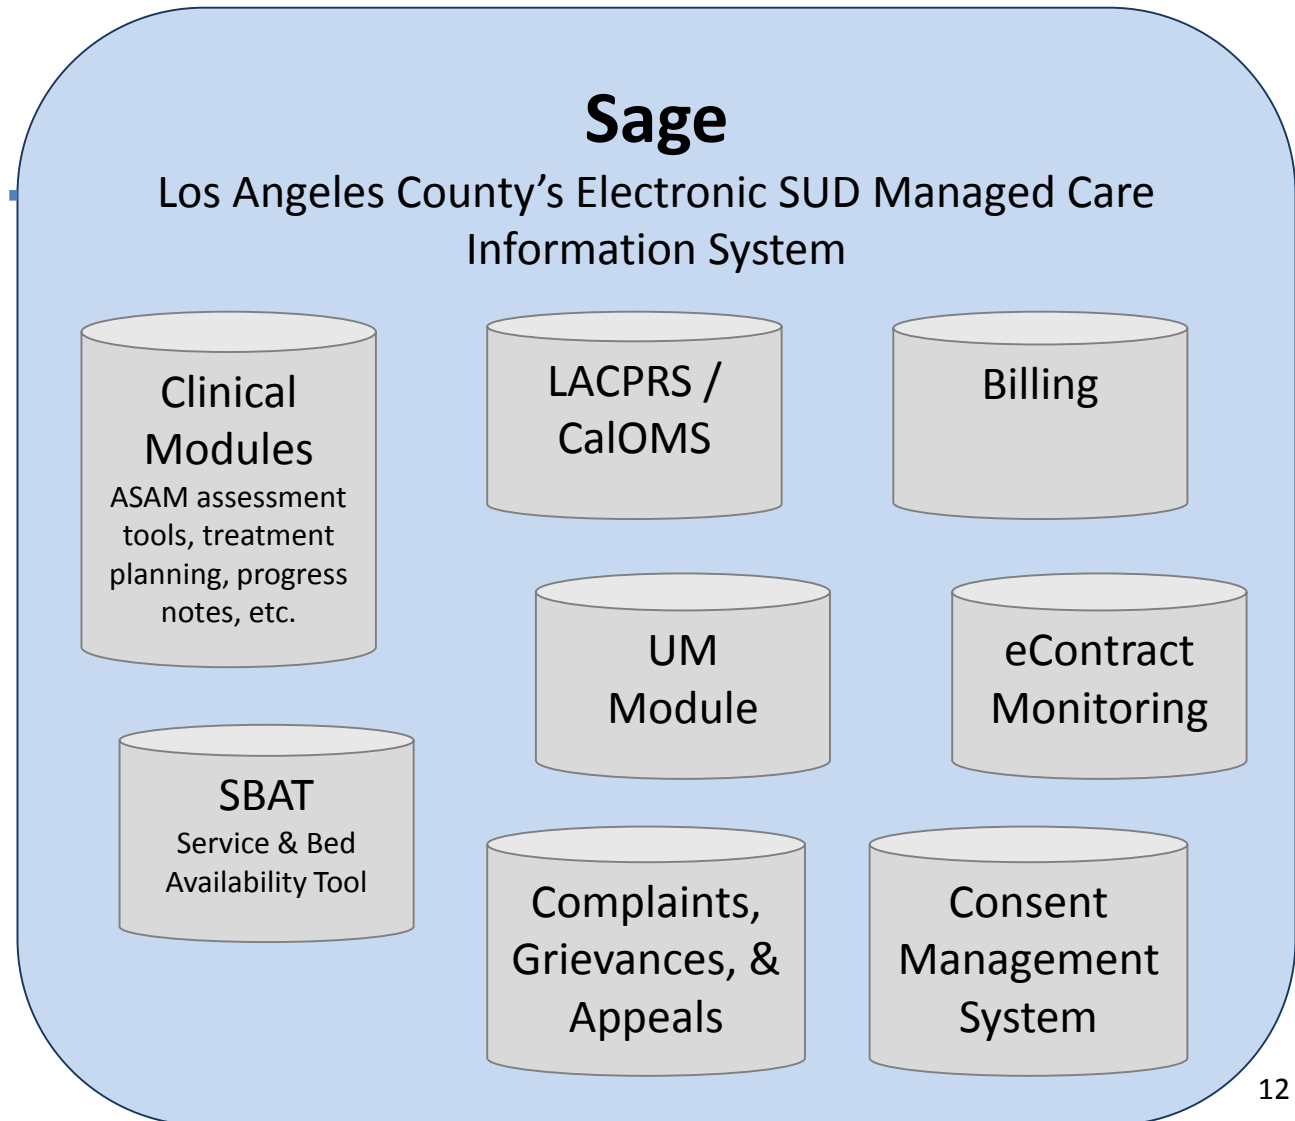 Sage
Los Angeles County’s Electronic SUD Managed Care
Information System
Clinical
Modules
ASAM assessment
tools, treatment
planning, progress
notes, etc.
LACPRS /
CalOMS
Billing
UM
Module
eContract
Monitoring
SBAT
Service & Bed
Availability Tool
Complaints,
Grievances, &
Appeals
Consent
Management
System
12